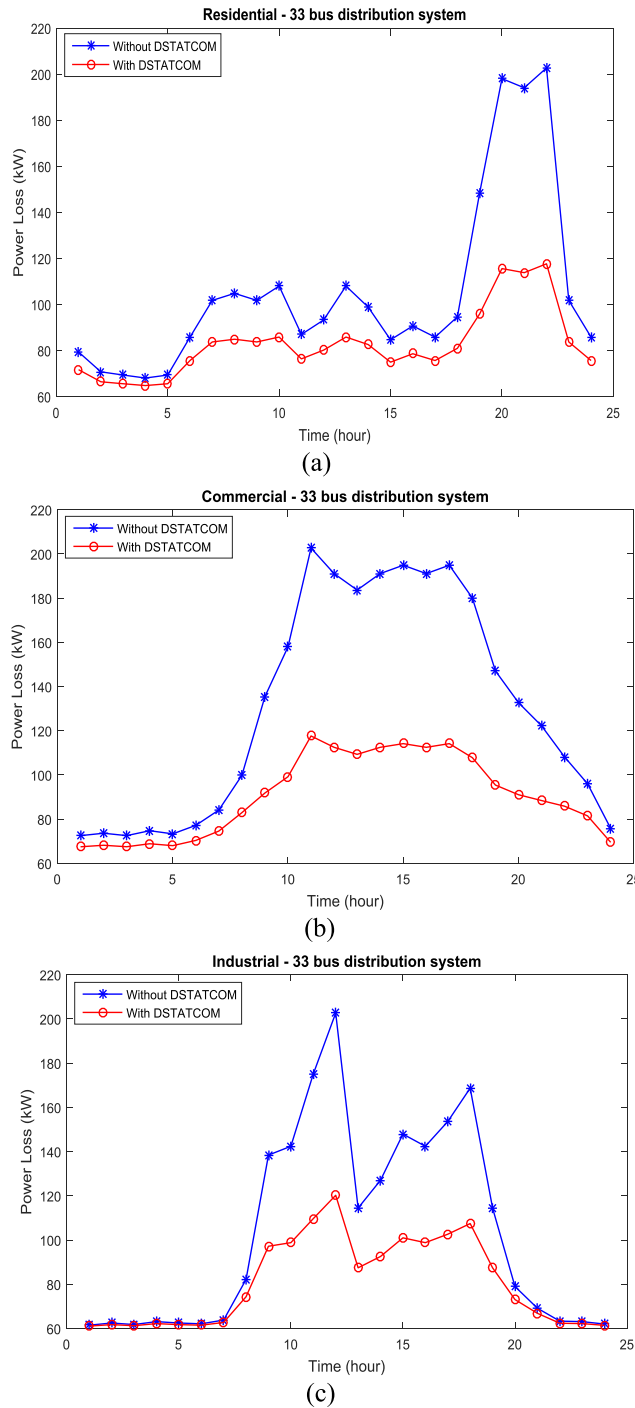 Residential - 33 bus distribution system
220
200
180
160
140
120
100
80
60
Power Loss (kW)
Without DSTATCOM
With DSTATCOM
0
5
10
15
20
25
Time (hour)
(a)
Commercial - 33 bus distribution system
220
200
180
160
140
120
100
80
60
Power Loss (kW)
Without DSTATCOM
With DSTATCOM
0
5
10
15
20
25
Time (hour)
(b)
Industrial - 33 bus distribution system
220
200
180
160
140
120
100
80
60
Power Loss (kW)
Without DSTATCOM
With DSTATCOM
0
5
10
15
20
25
Time (hour)
(c)